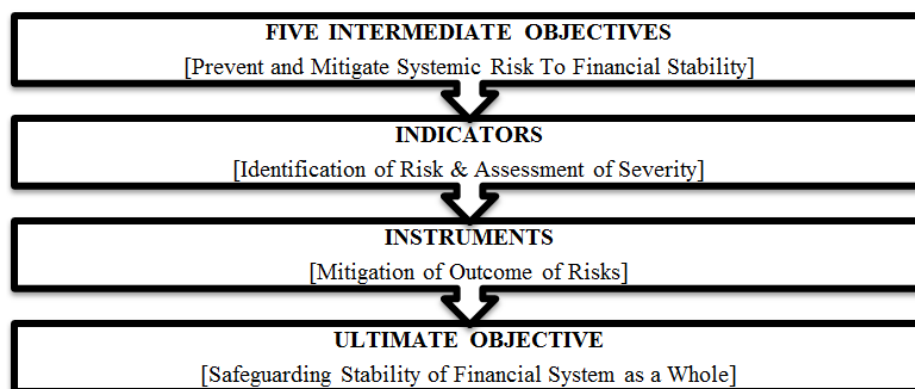 FIVE INTERMEDIATE OBJECTIVES
[Prevent and Mitigate Systemic Risk To Financial Stability]
INDICATORS
[Identification of Risk & Assessment of Severity]
INSTRUMENTS
[Mitigation of Outcome of Risks]
ULTIMATE OBJECTIVE
[Safeguarding Stability of Financial System as a Whole]